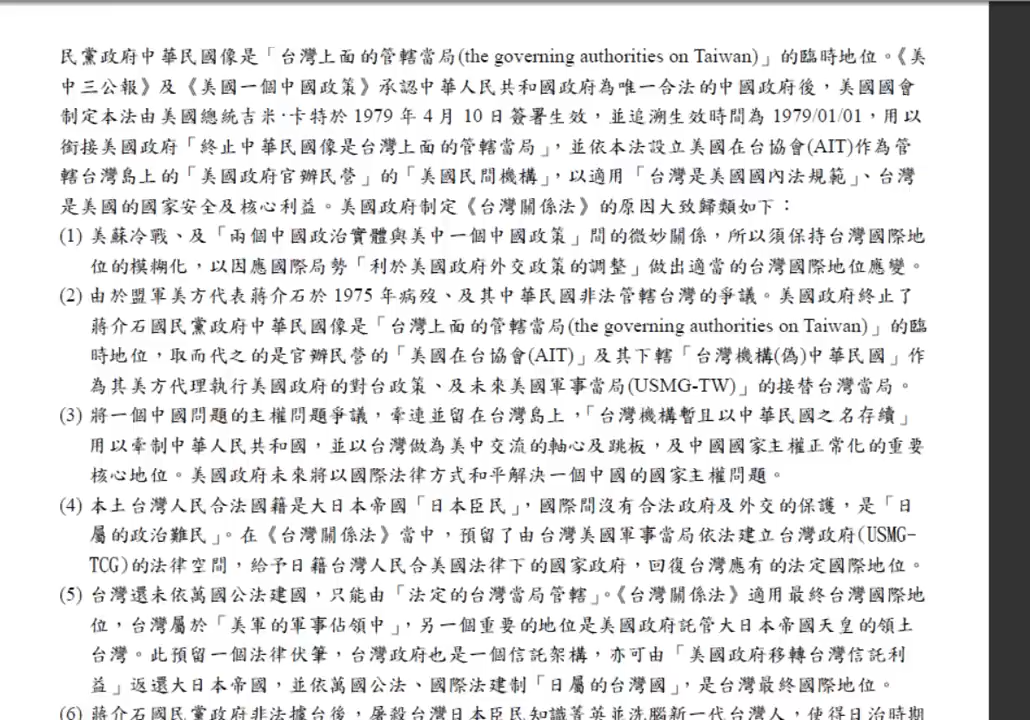 民黨政府中華民國像是「台灣上面的管轄當局(the governing authorities on Taiwan)」的臨時地位。《美
中三公報》及《美國一個中國政策》承認中華人民共和國政府為唯一合法的中國政府後，美國國會
制定本法由美國總統吉米·卡特於 1979 年 4 月 10 日簽署生效，並追溯生效時間為 1979/01/01，用以
銜接美國政府「終止中華民國像是台灣上面的管轄當局」，並依本法設立美國在台協會(AIT)作為管
轄台灣島上的「美國政府官辦民營」的「美國民間機構」，以適用「台灣是美國國內法規範」、台灣
是美國的國家安全及核心利益。美國政府制定《台灣關係法》的原因大致歸類如下：
(1) 美蘇冷戰、及「兩個中國政治實體與美中一個中國政策」間的微妙關係，所以須保持台灣國際地
位的模糊化，以因應國際局勢「利於美國政府外交政策的調整」做出適當的台灣國際地位應變。
(2) 由於盟軍美方代表蔣介石於 1975 年病歿、及其中華民國非法管轄台灣的爭議。美國政府終止了
蔣介石國民黨政府中華民國像是「台灣上面的管轄當局(the governing authorities on Taiwan)」的臨
時地位，取而代之的是官辦民營的「美國在台協會(AIT)」及其下轄「台灣機構(偽)中華民國」作
為其美方代理執行美國政府的對台政策、及未來美國軍事當局(USMG-TW)」的接替台灣當局。
(3) 將一個中國問題的主權問題爭議，牽連並留在台灣島上，「台灣機構暫且以中華民國之名存續」
用以牽制中華人民共和國，並以台灣做為美中交流的軸心及跳板，及中國國家主權正常化的重要
核心地位。美國政府未來將以國際法律方式和平解決一個中國的國家主權問題。
(4) 本土台灣人民合法國籍是大日本帝國「日本臣民」，國際間沒有合法政府及外交的保護，是「日
屬的政治難民」。在《台灣關係法》當中，預留了由台灣美國軍事當局依法建立台灣政府(USMG-
TCG)的法律空間，給予日籍台灣人民合美國法律下的國家政府，回復台灣應有的法定國際地位。
(5) 台灣還未依萬國公法建國，只能由「法定的台灣當局管轄」。《台灣關係法》適用最終台灣國際地
位，台灣屬於「美軍的軍事佔領中」，另一個重要的地位是美國政府託管大日本帝國天皇的領土
台灣。此預留一個法律伏筆，台灣政府也是一個信託架構，亦可由「美國政府移轉台灣信託利
益」返還大日本帝國，並依萬國公法、國際法建制「日屬的台灣國」，是台灣最終國際地位。
(6) 蔣介石國民黨政府非法據台後，屠殺台灣日本臣民知識菁英並洗腦新一代台灣人，使得日治時期